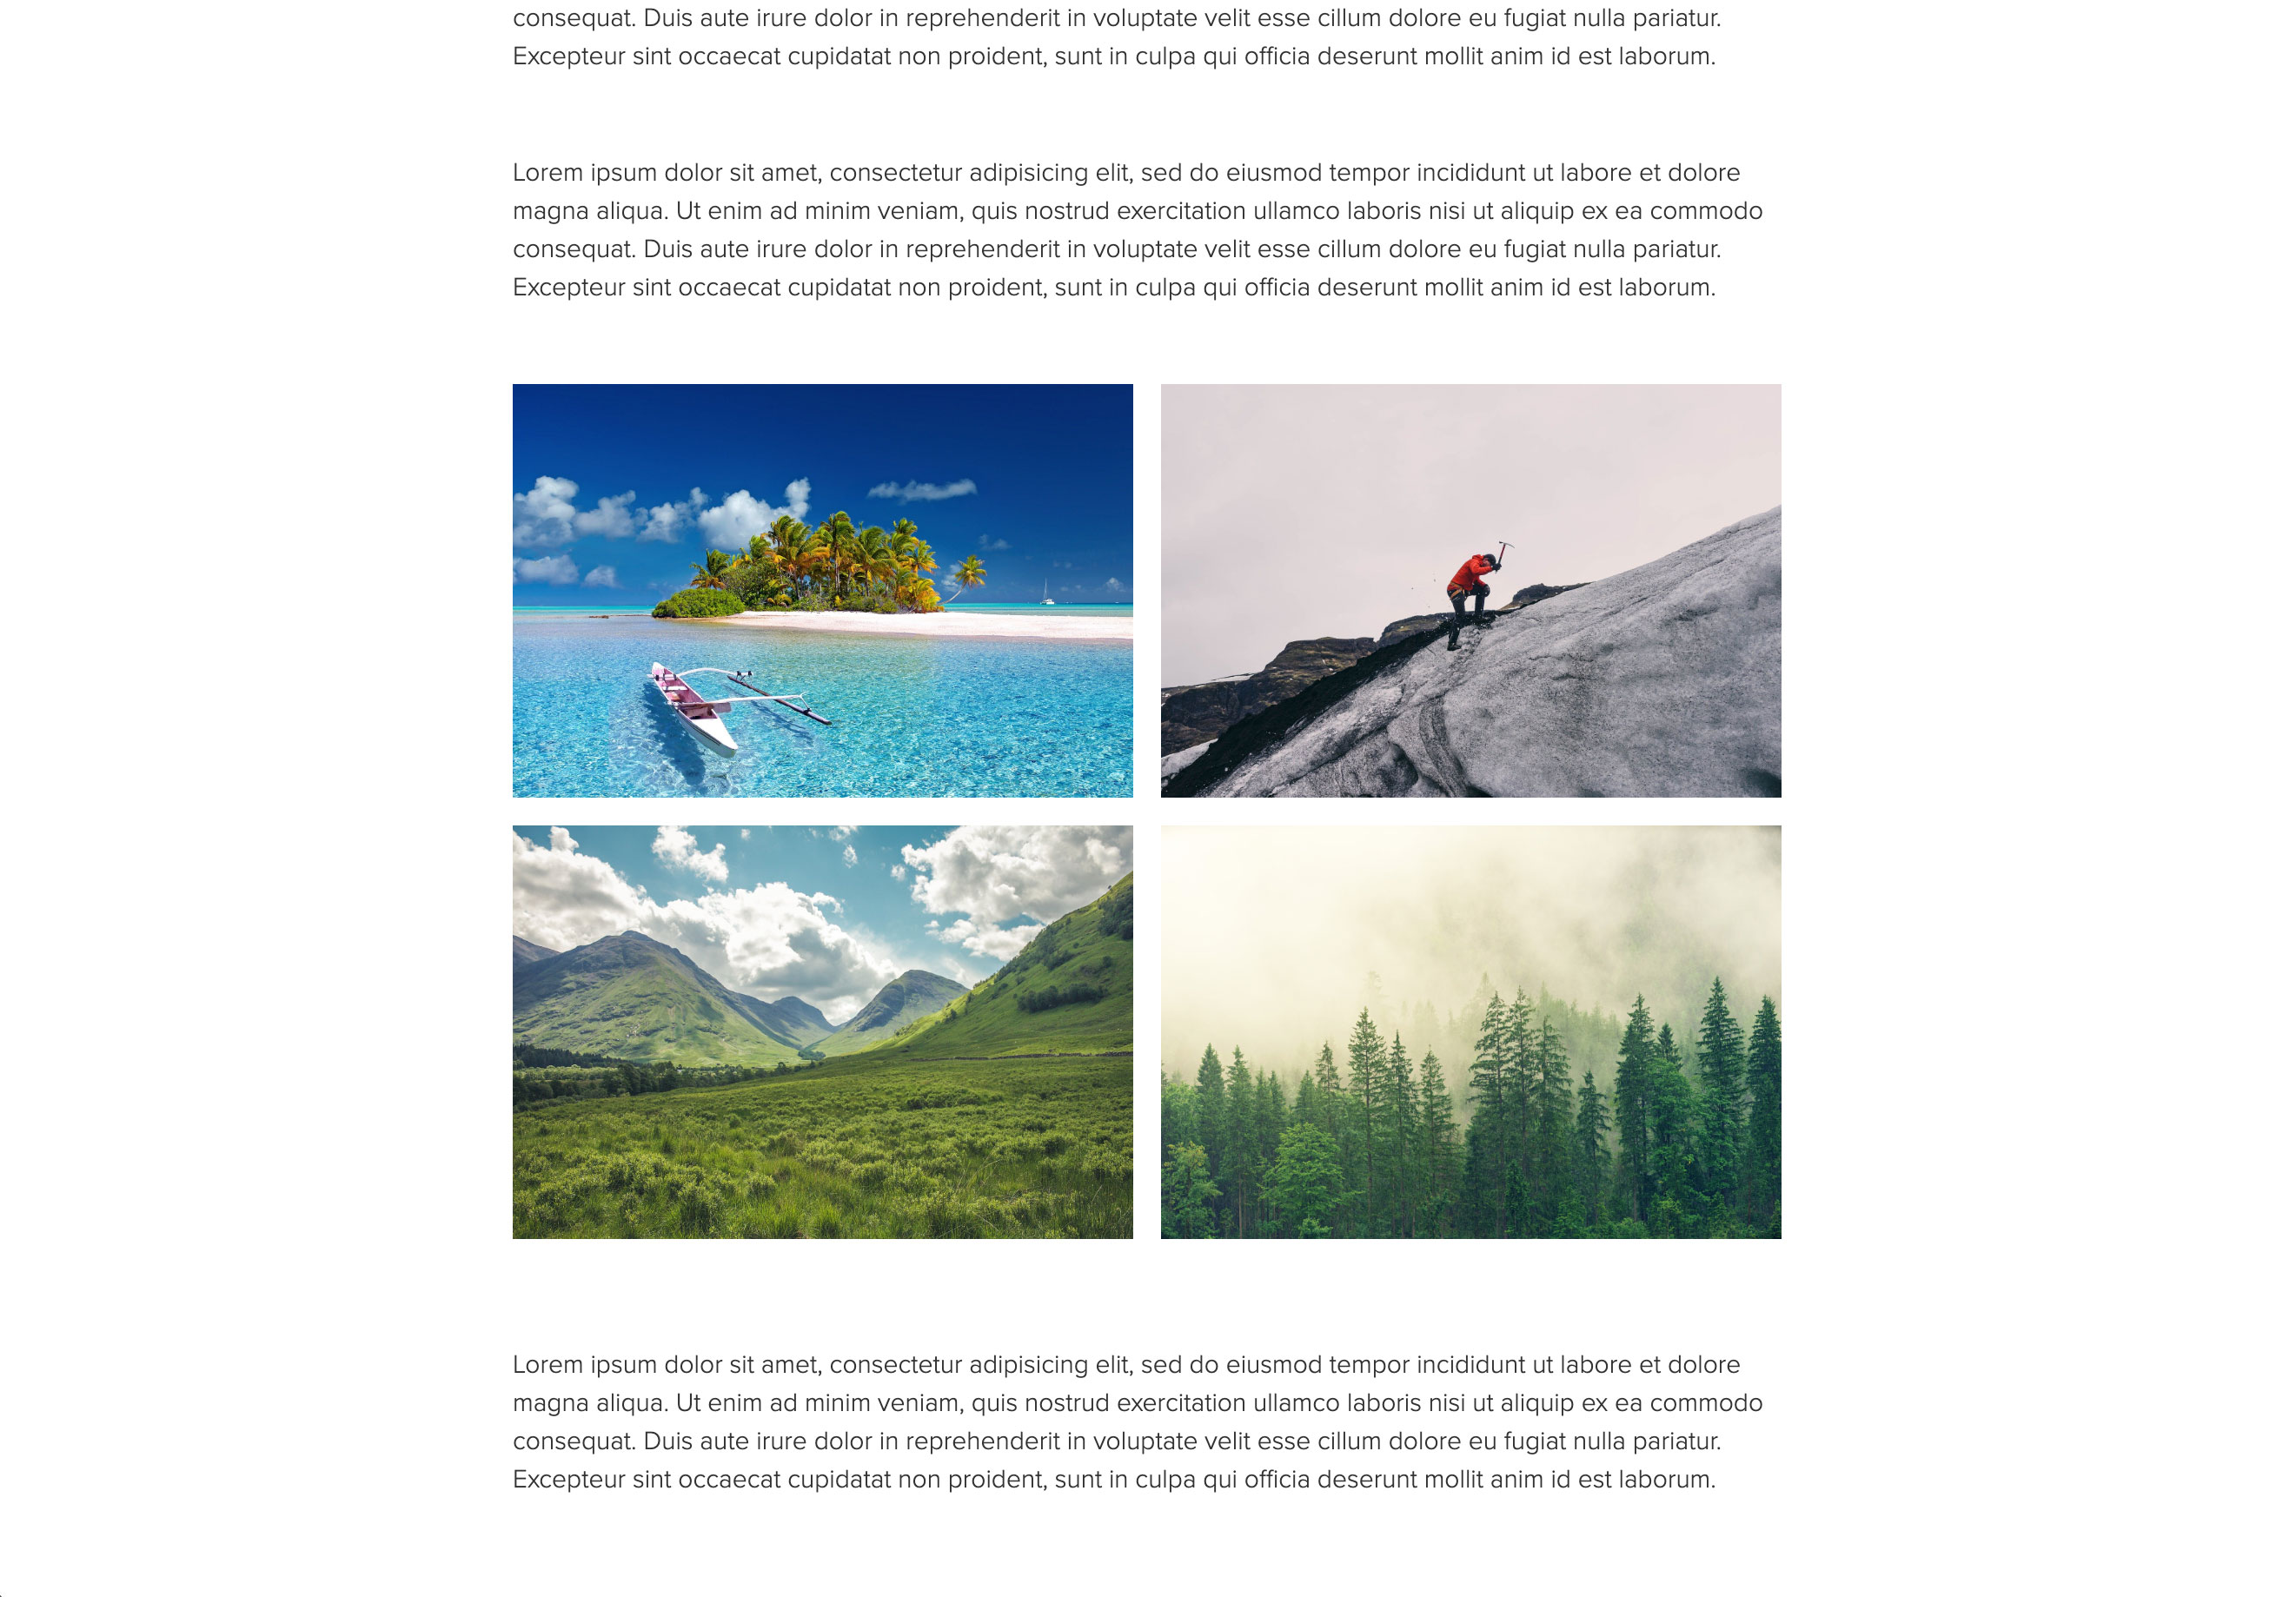 consequat. Duis aute irure dolor in reprehenderit in voluptate velit esse cillum dolore eu fugiat nulla pariatur.
Excepteur sint occaecat cupidatat non proident, sunt in culpa qui officia deserunt mollit anim id est laborum.
Lorem ipsum dolor sit amet, consectetur adipisicing elit, sed do eiusmod tempor incididunt ut labore et dolore
magna aliqua. Ut enim ad minim veniam, quis nostrud exercitation ullamco laboris nisi ut aliquip ex ea commodo
consequat. Duis aute irure dolor in reprehenderit in voluptate velit esse cillum dolore eu fugiat nulla pariatur.
Excepteur sint occaecat cupidatat non proident, sunt in culpa qui officia deserunt mollit anim id est laborum.
Lorem ipsum dolor sit amet, consectetur adipisicing elit, sed do eiusmod tempor incididunt ut labore et dolore
magna aliqua. Ut enim ad minim veniam, quis nostrud exercitation ullamco laboris nisi ut aliquip ex ea commodo
consequat. Duis aute irure dolor in reprehenderit in voluptate velit esse cillum dolore eu fugiat nulla pariatur.
Excepteur sint occaecat cupidatat non proident, sunt in culpa qui officia deserunt mollit anim id est laborum.